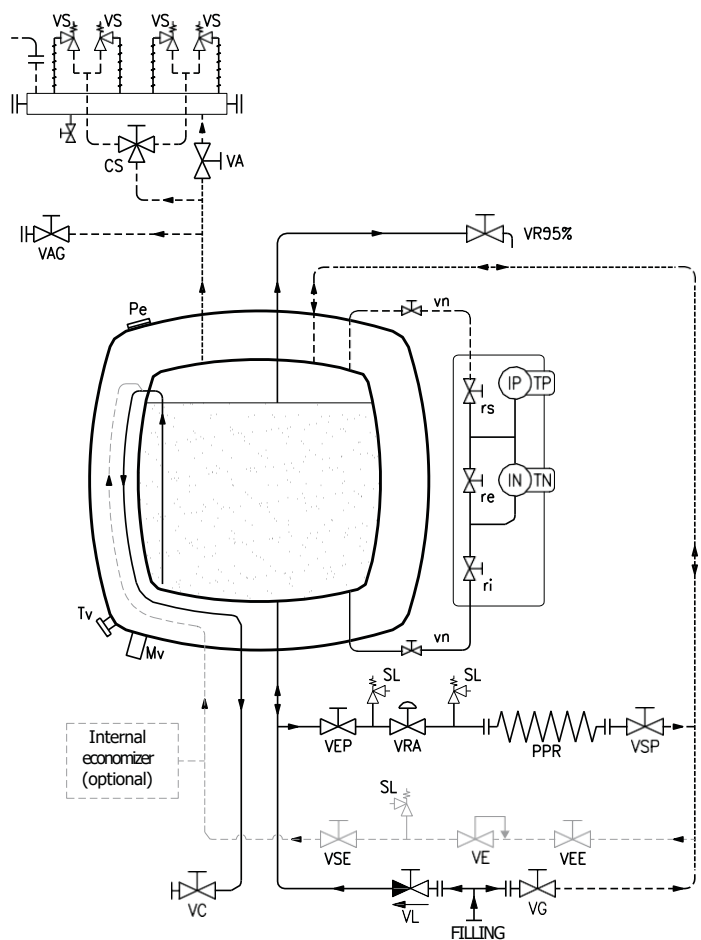 VS VS VS VS
CS
VA
VAG
VR95%
Pe
vn
IP TP
rs
IN TN
re
ri
Tv
Mv
vn
SL SL
VEP VRA PPR VSP
Internal
economizer
(optional)
SL
VSE VE VEE
VC VL VG
FILLING